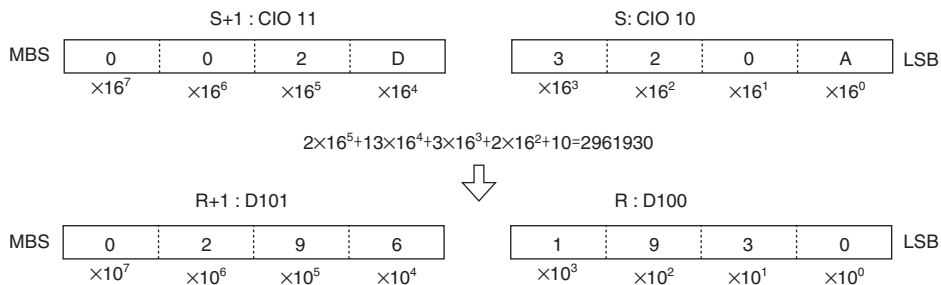 S+1 : CIO 11 S: CIO 10
MBS 0 0 2 D 3 2 0 A LSB
×16⁷ ×16⁶ ×16⁵ ×16⁴ ×16³ ×16² ×16¹ ×16⁰
2×16⁵+13×16⁴+3×16³+2×16²+10=2961930
R+1 : D101 R : D100
MBS 0 2 9 6 1 9 3 0 LSB
×10⁷ ×10⁶ ×10⁵ ×10⁴ ×10³ ×10² ×10¹ ×10⁰